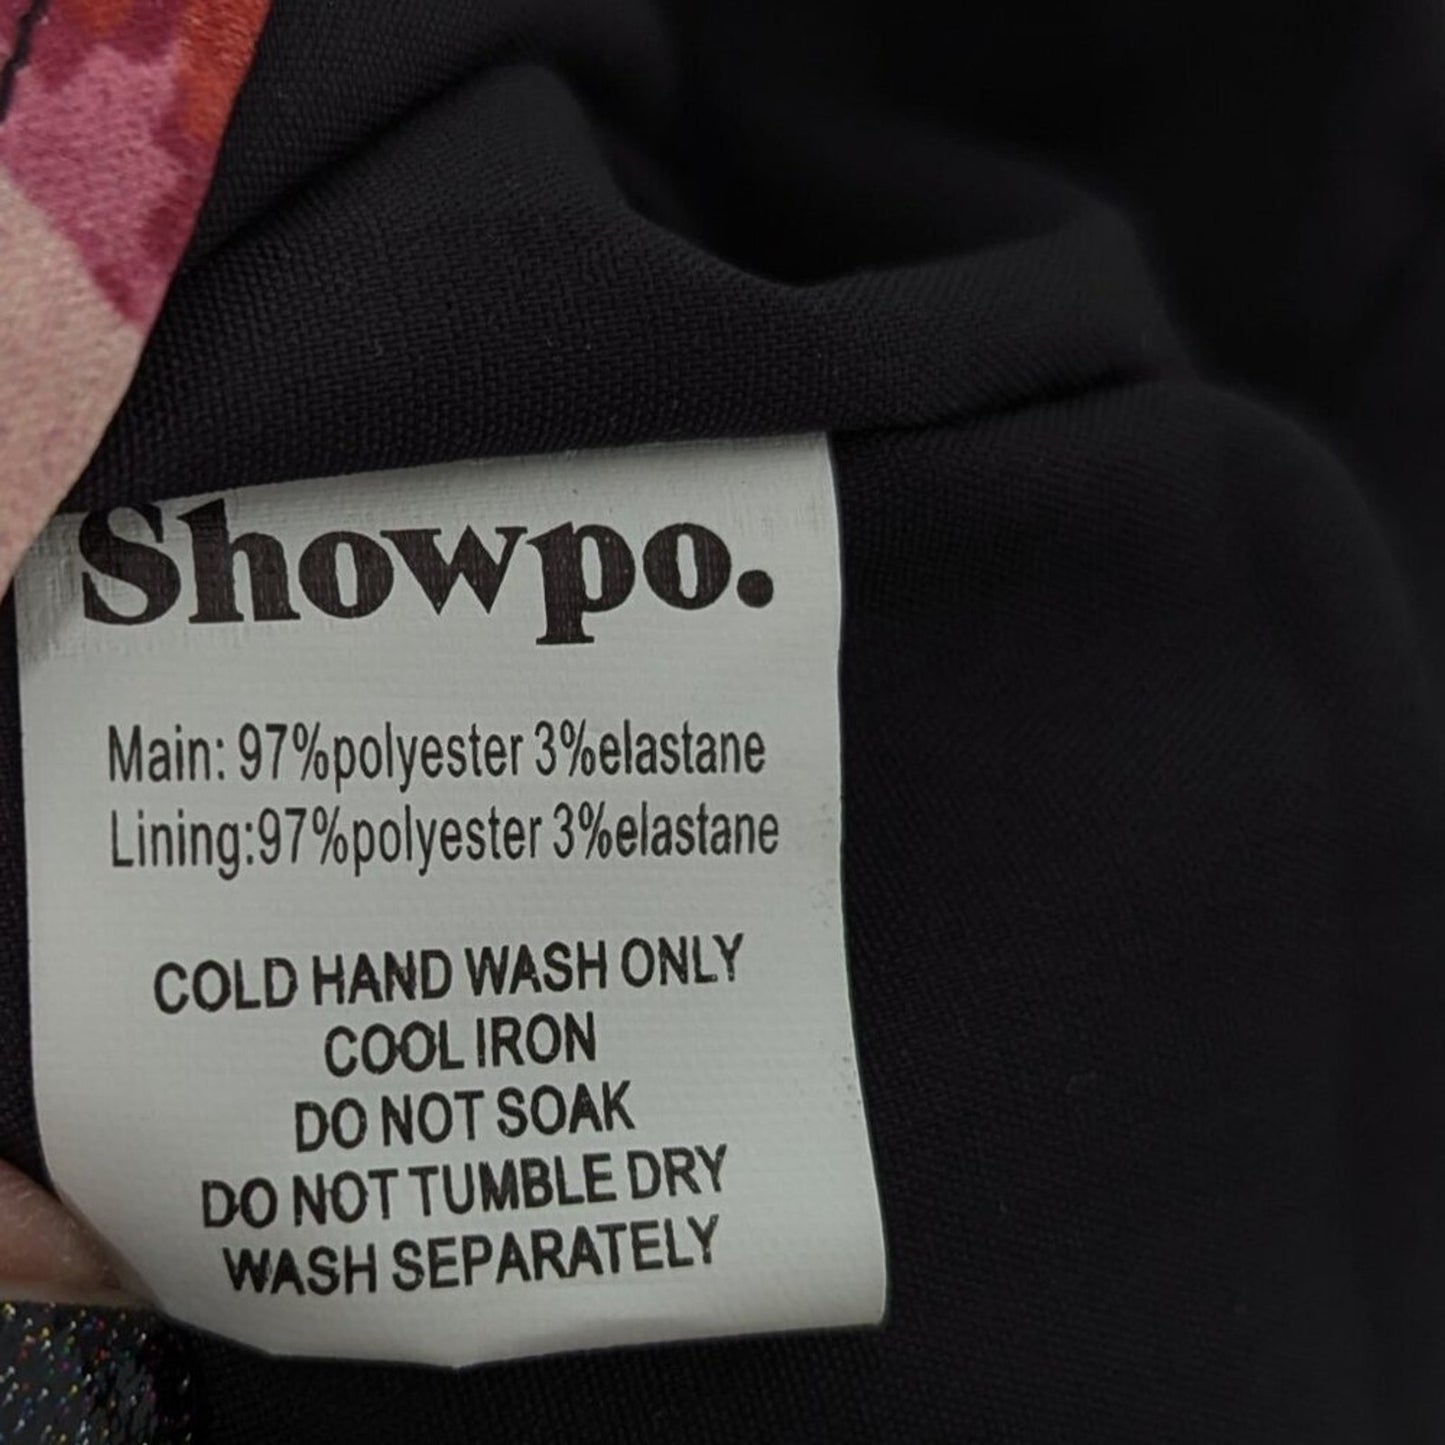 Showpo.
Main: 97%polyester 3%elastane
Lining:97%polyester 3%elastane
COLD HAND WASH ONLY
COOL IRON
DO NOT SOAK
DO NOT TUMBLE DRY
WASH SEPARATELY